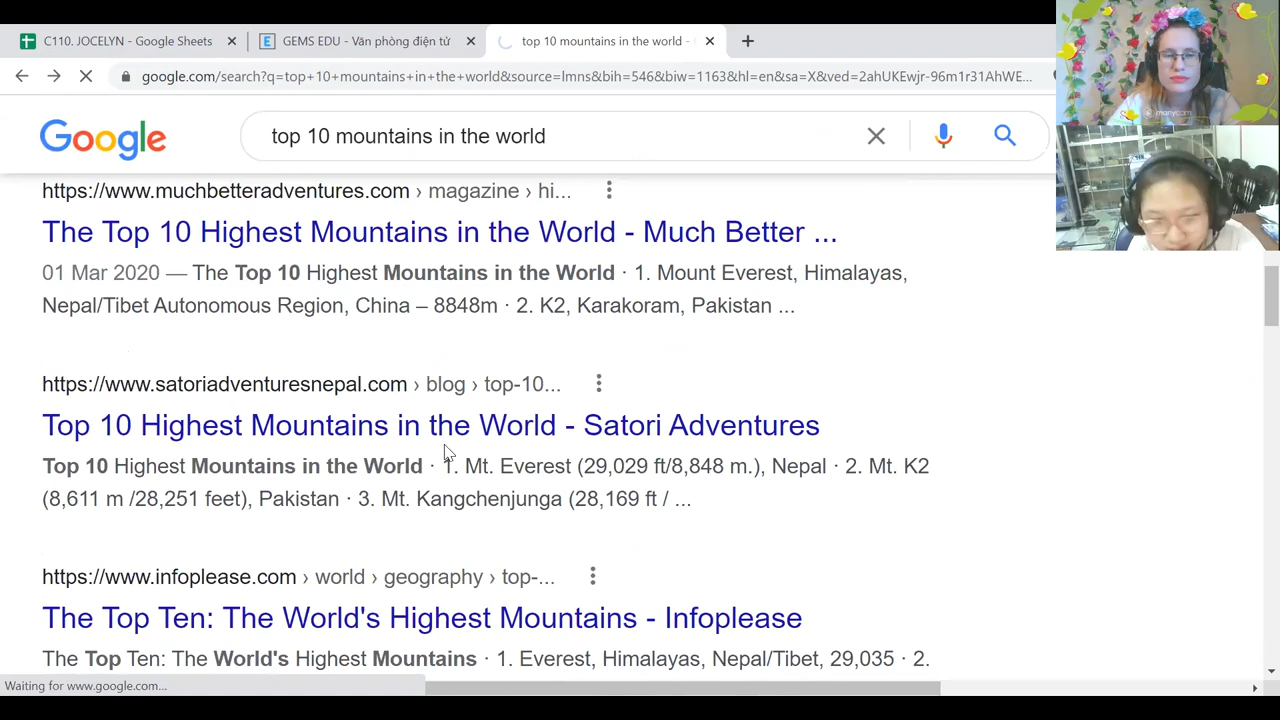 C110. JOCELYN - Google Sheets
GEMS EDU - Văn phòng điện tử
top 10 mountains in the world -
google.com/search?q=top+10+mountains+in+the+world&source=lmns&bih=546&biw=1163&hl=en&sa=X&ved=2ahUKEwjr-96m1r31AhWE...
Google
top 10 mountains in the world
https://www.muchbetteradventures.com › magazine › hi...
The Top 10 Highest Mountains in the World - Much Better ...
01 Mar 2020 — The Top 10 Highest Mountains in the World · 1. Mount Everest, Himalayas,
Nepal/Tibet Autonomous Region, China – 8848m · 2. K2, Karakoram, Pakistan ...
https://www.satoriadventuresnepal.com › blog › top-10...
Top 10 Highest Mountains in the World - Satori Adventures
Top 10 Highest Mountains in the World · 1. Mt. Everest (29,029 ft/8,848 m.), Nepal · 2. Mt. K2
(8,611 m /28,251 feet), Pakistan · 3. Mt. Kangchenjunga (28,169 ft / ...
https://www.infoplease.com › world › geography › top-...
The Top Ten: The World's Highest Mountains - Infoplease
The Top Ten: The World's Highest Mountains · 1. Everest, Himalayas, Nepal/Tibet, 29,035 · 2.
Waiting for www.google.com...
manycam